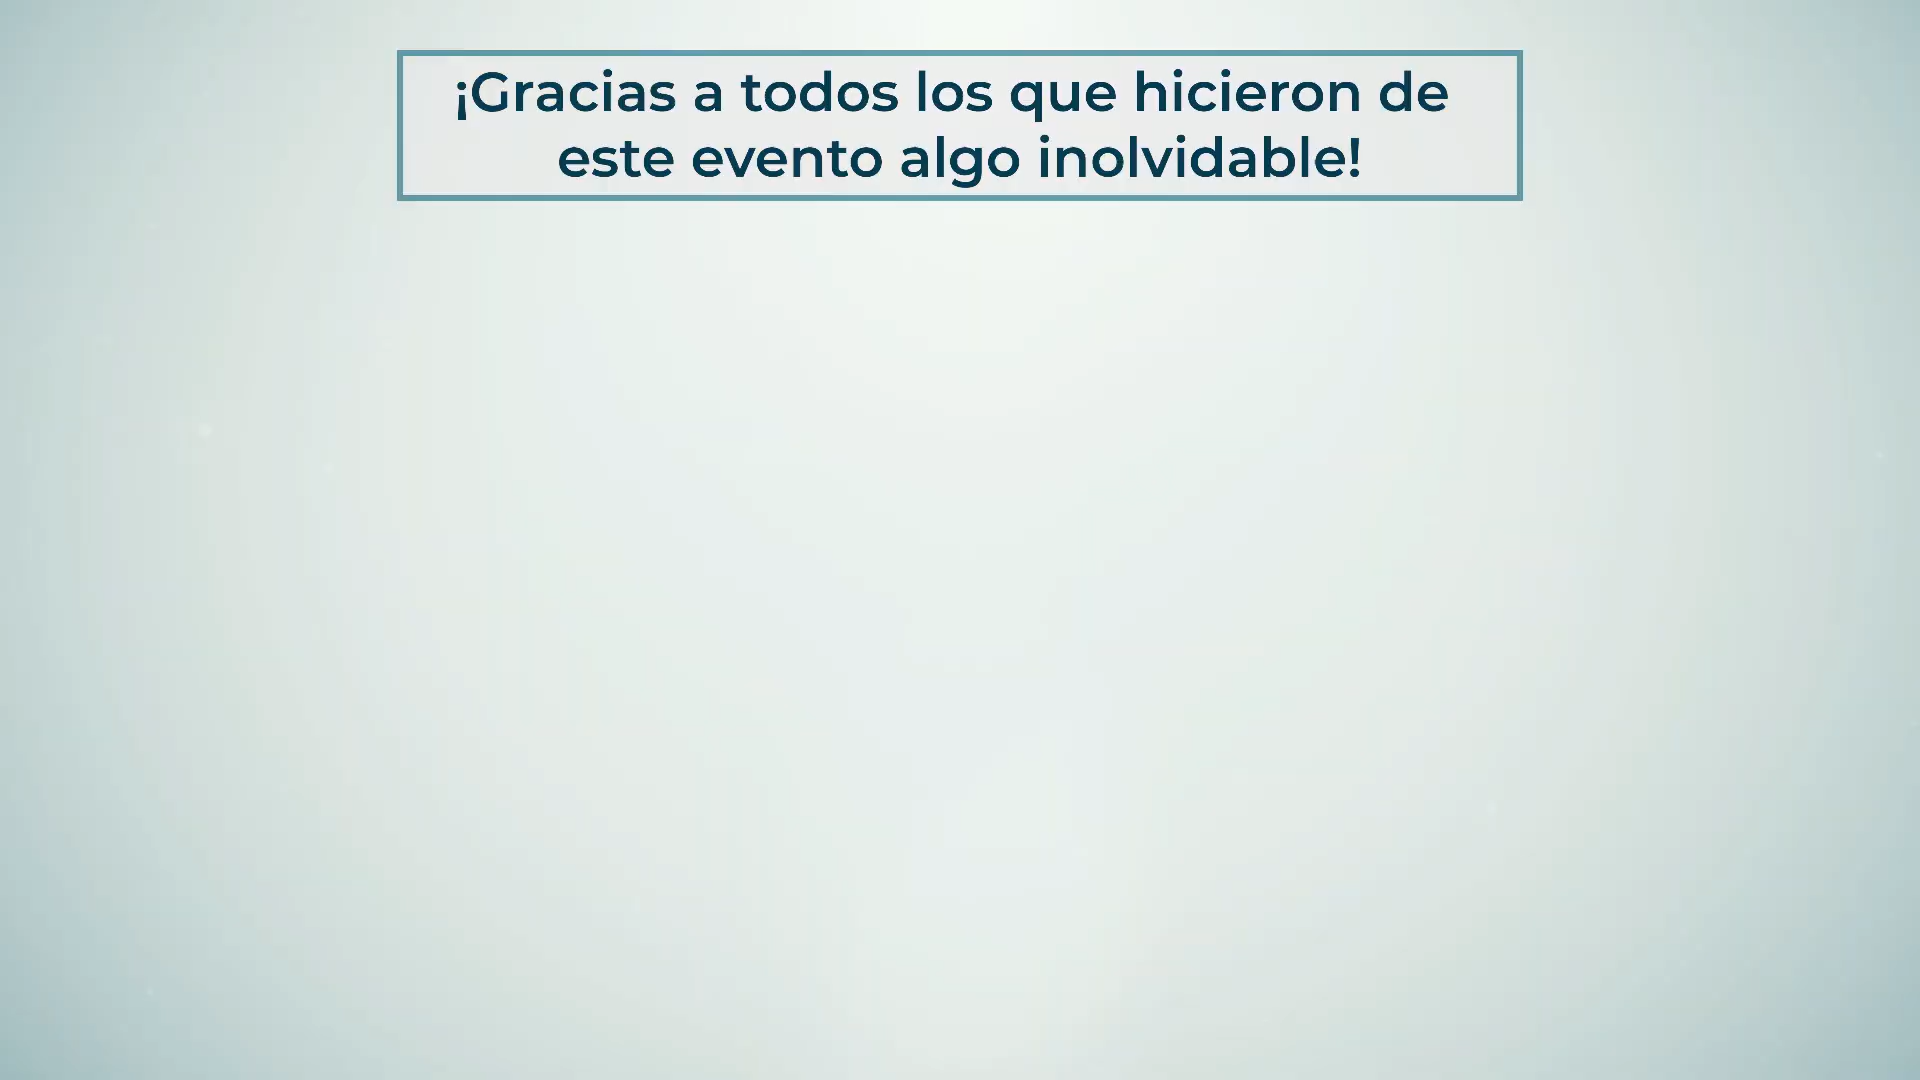 ¡Gracias a todos los que hicieron de
este evento algo inolvidable!